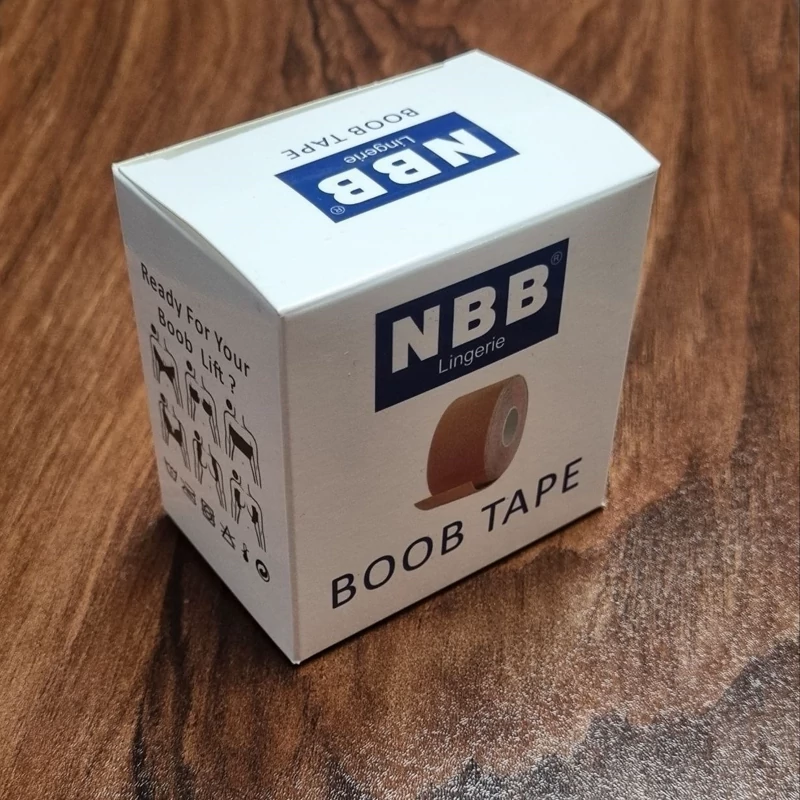 BOOB TAPE
NBB®
Lingerie
NBB®
Lingerie
BOOB TAPE
Ready For Your
Boob Lift ?